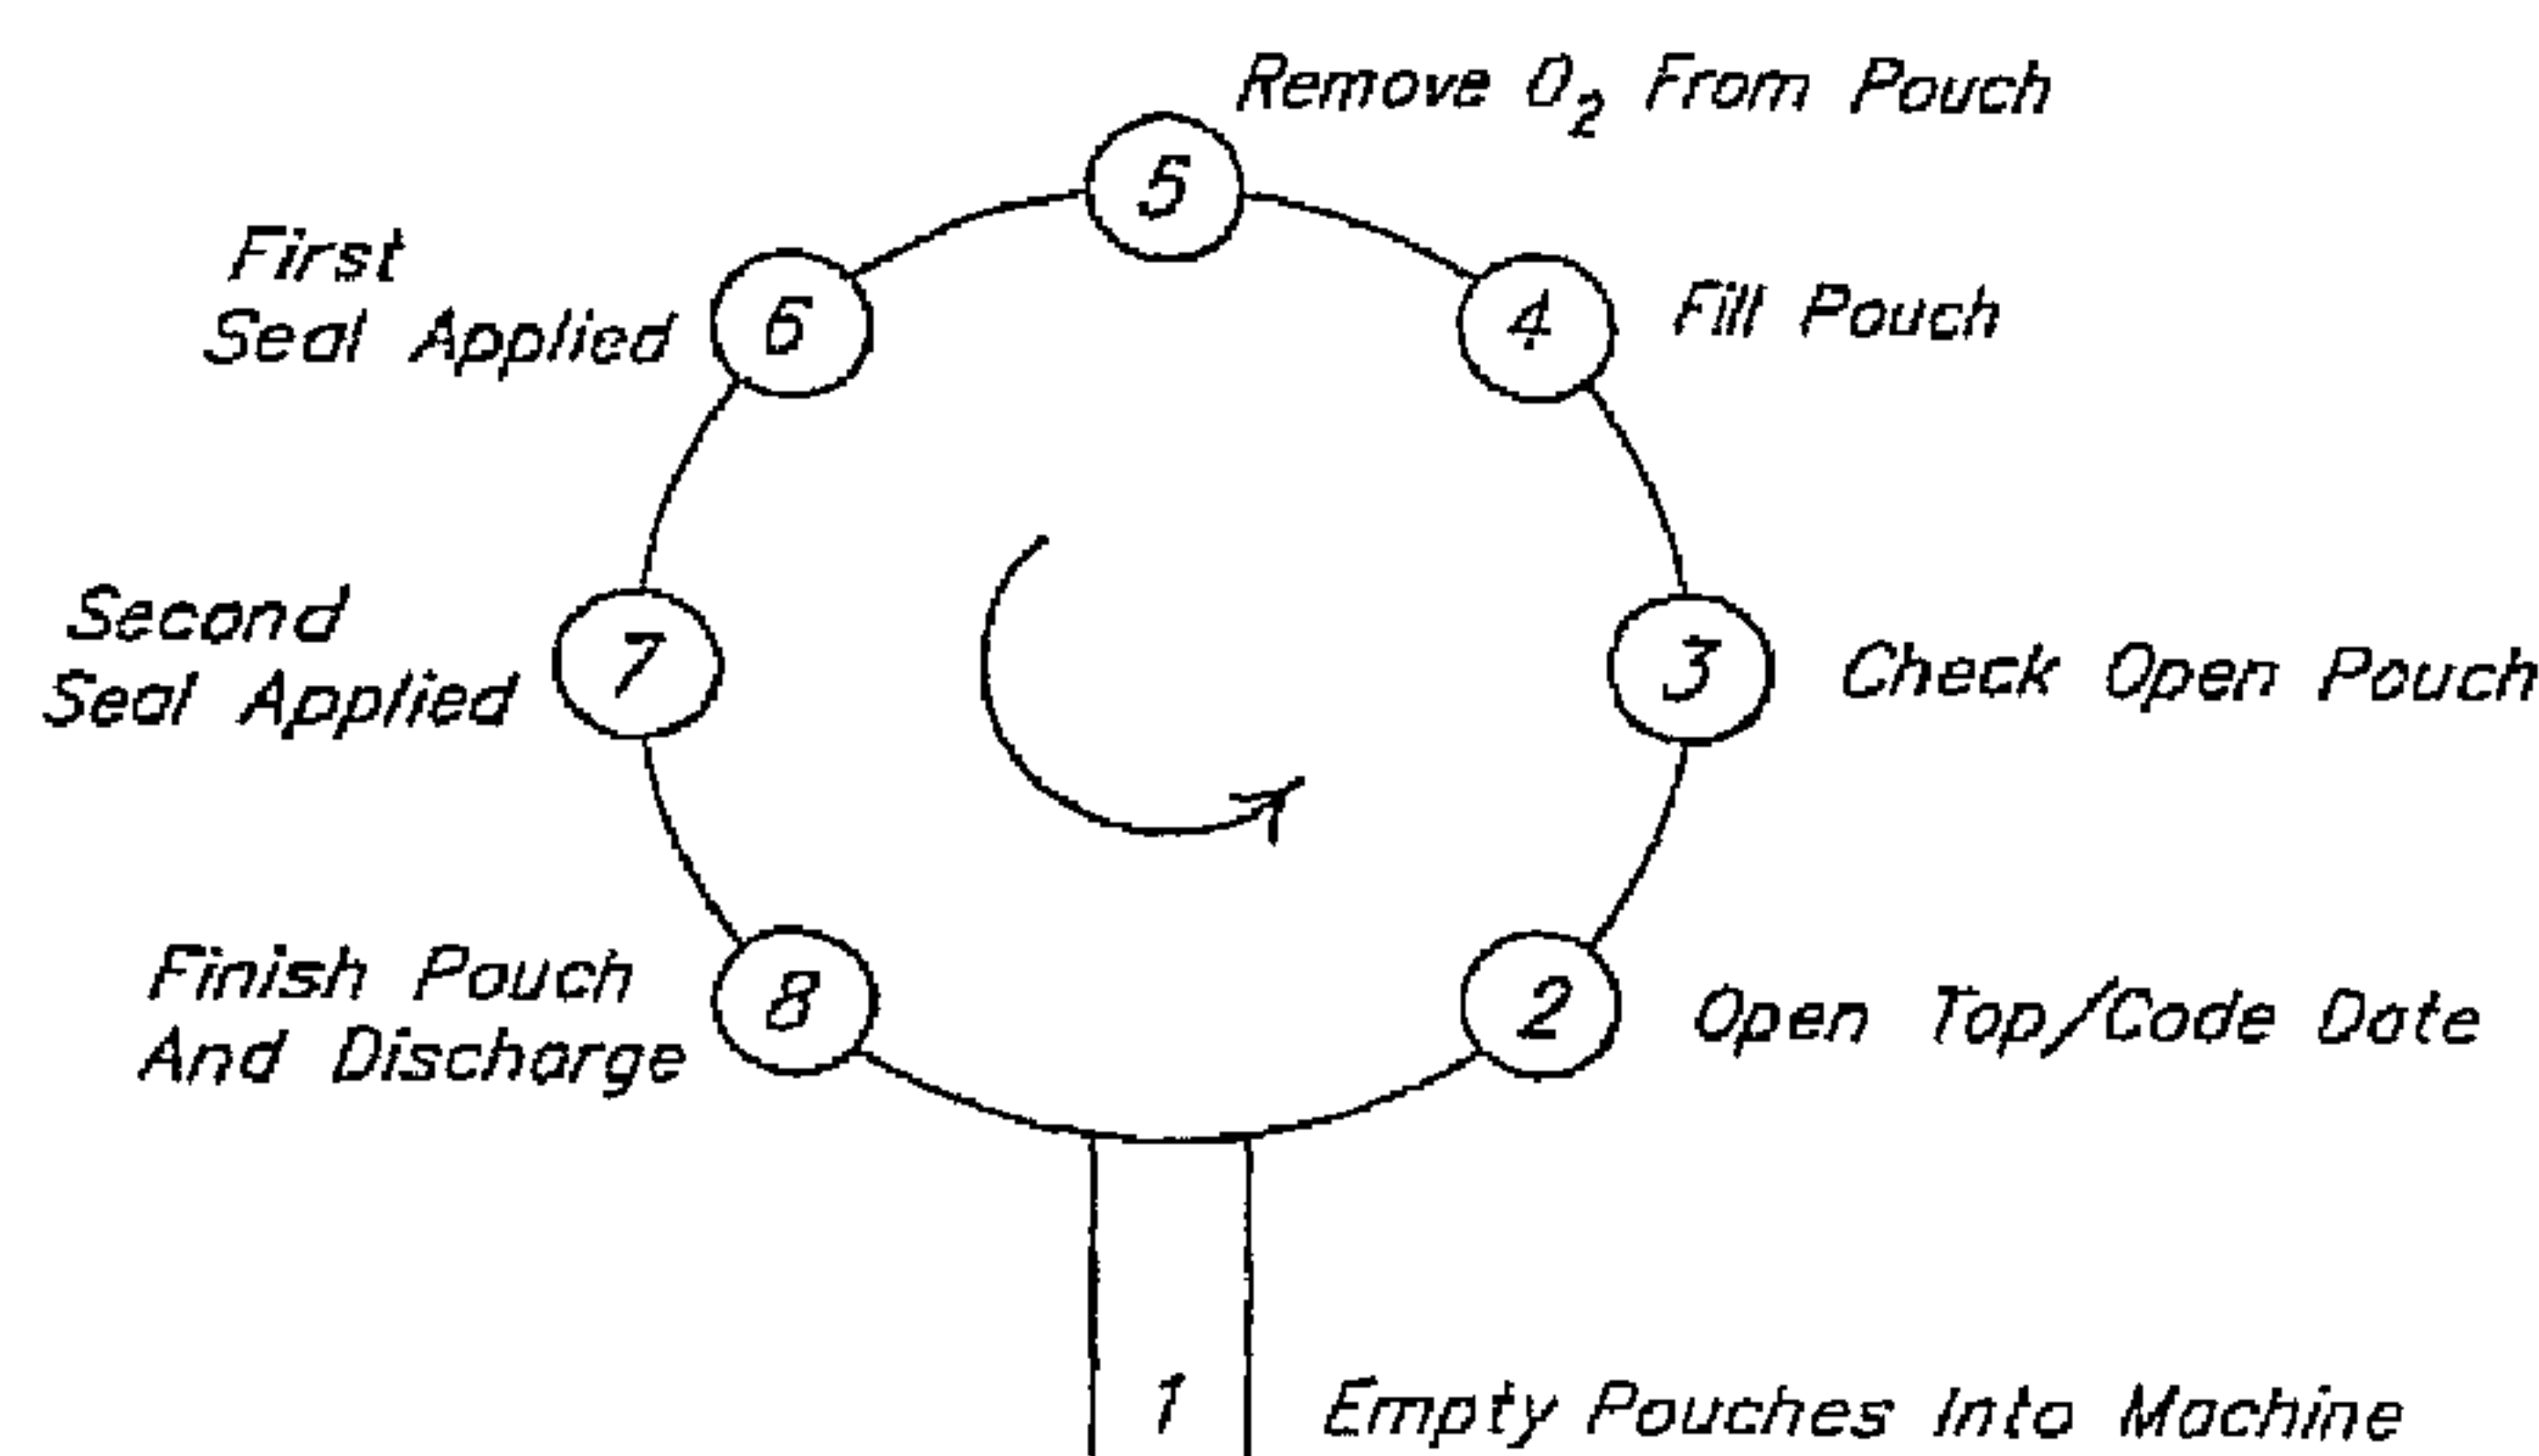 Remove O₂ From Pouch
5
First
Seal Applied
6
4
Fill Pouch
Second
Seal Applied
7
3
Check Open Pouch
Finish Pouch
And Discharge
8
2
Open Top/Code Date
1
Empty Pouches Into Machine